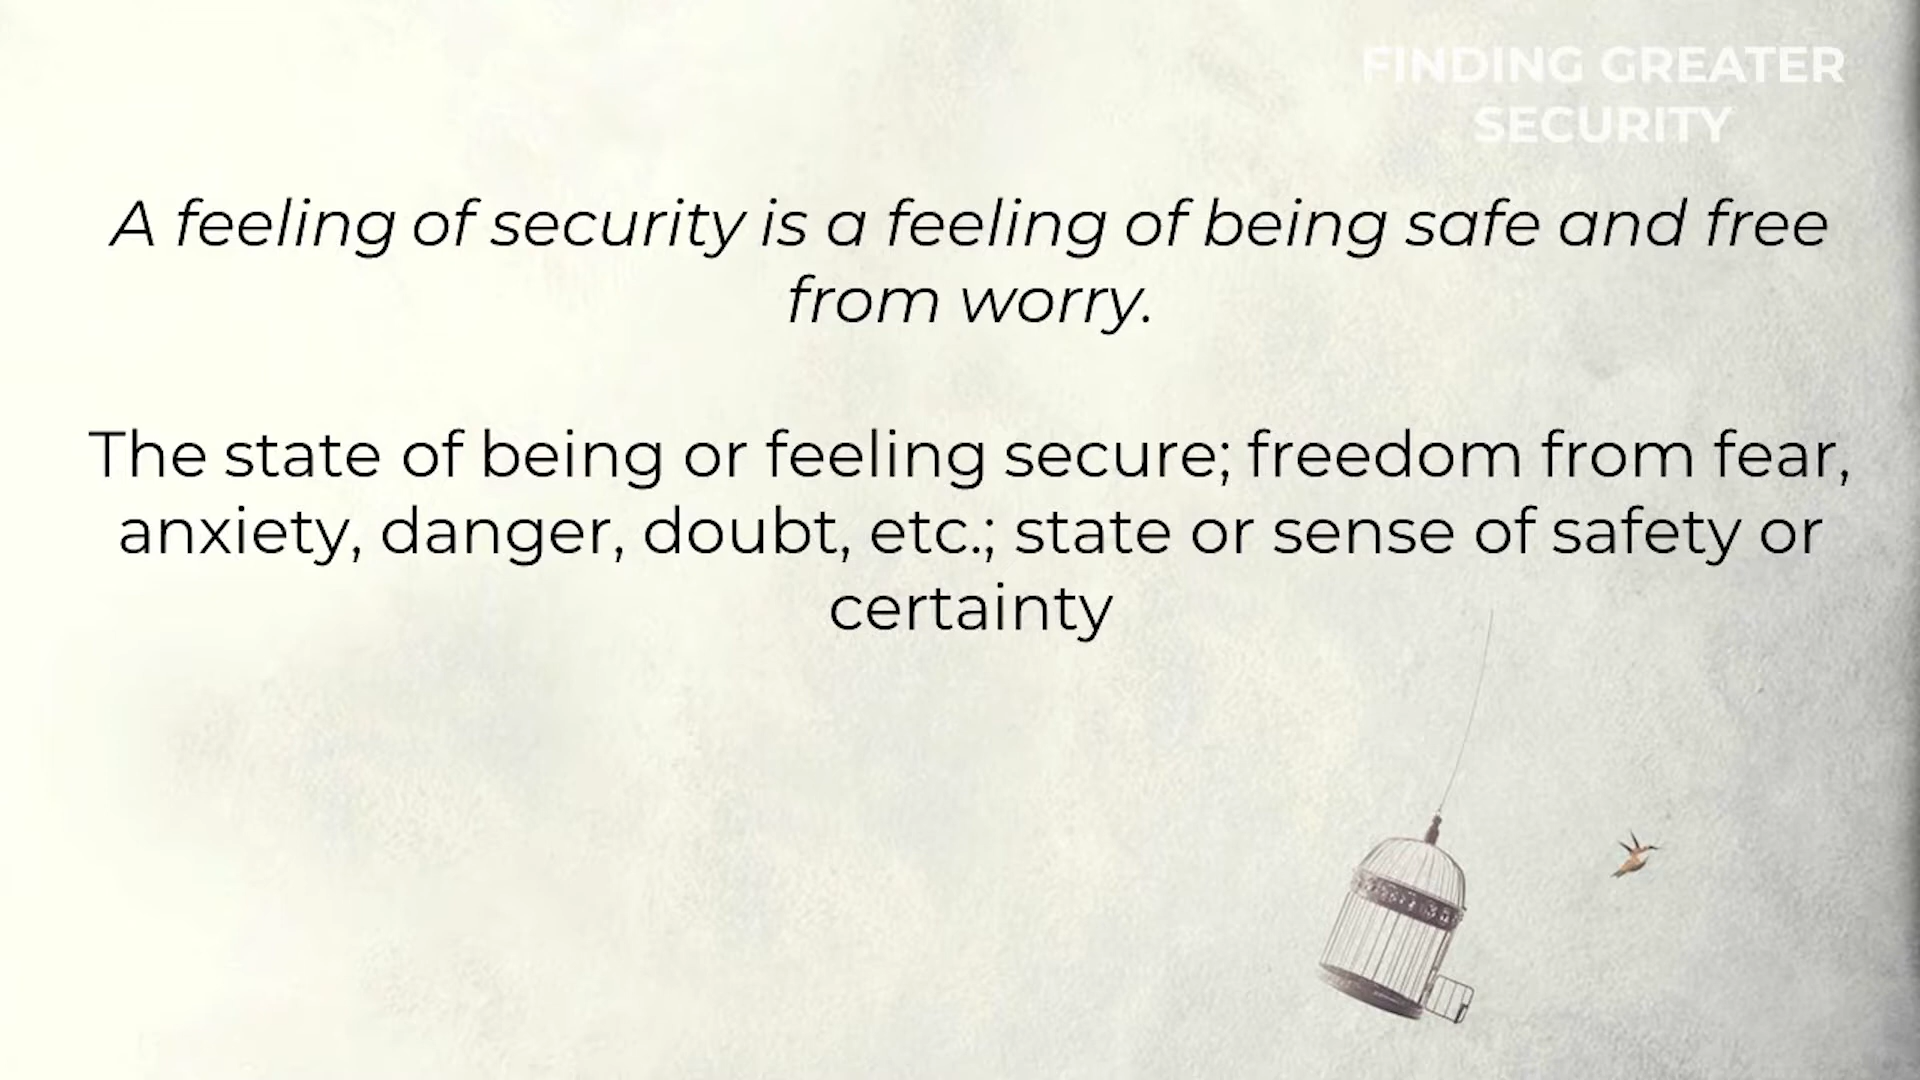 FINDING GREATER
SECURITY
A feeling of security is a feeling of being safe and free
from worry.
The state of being or feeling secure; freedom from fear,
anxiety, danger, doubt, etc.; state or sense of safety or
certainty